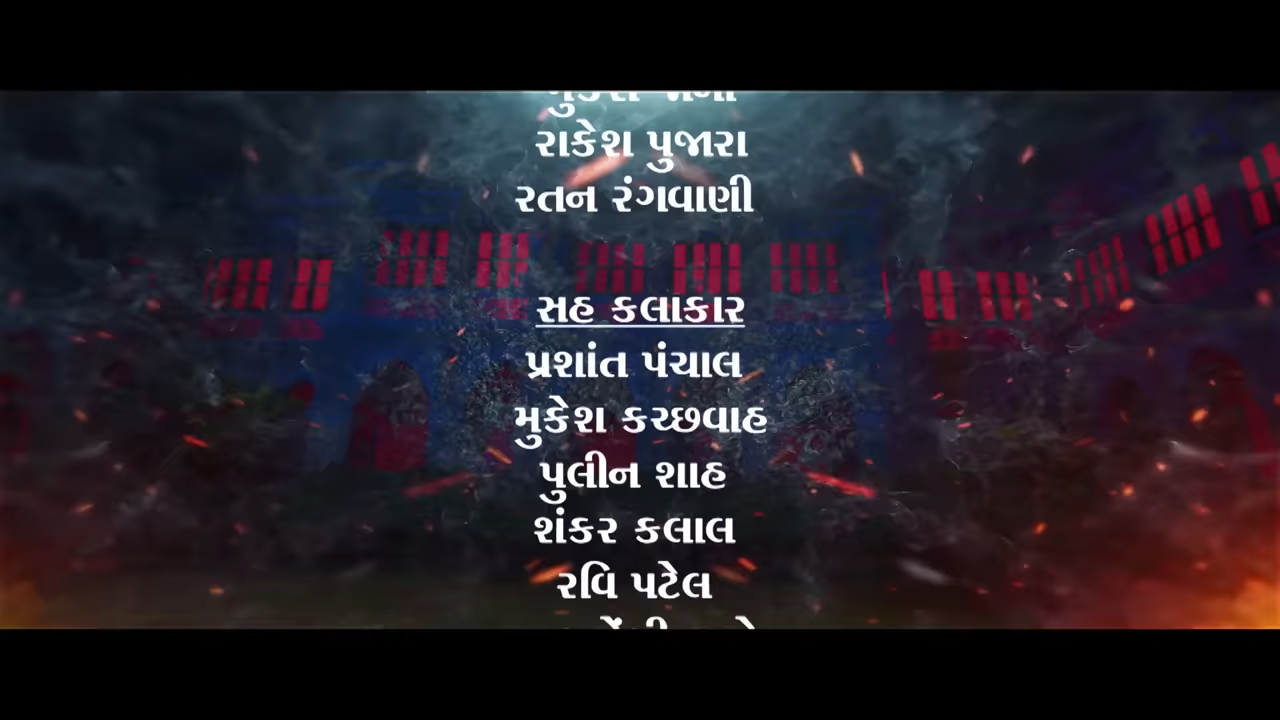 રાકેશ પુજારા
રતન રંગવાણી
સહ કલાકાર
પ્રશાંત પંચાલ
મુકેશ કચ્છવાહ
પુલીન શાહ
શંકર કલાલ
રવિ પટેલ